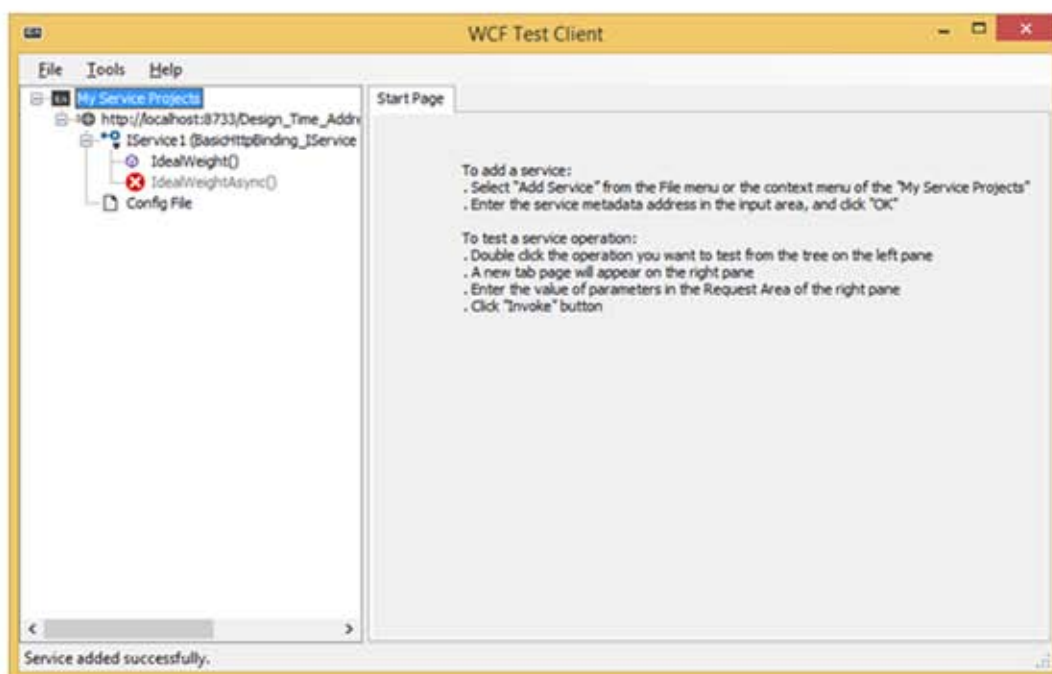 WCF Test Client
File Tools Help
My Service Projects
http://localhost:8733/Design_Time_Addr
IService1 (BasicHttpBinding_IService
IdealWeight()
IdealWeightAsync()
Config File
Start Page
To add a service:
. Select "Add Service" from the File menu or the context menu of the "My Service Projects"
. Enter the service metadata address in the input area, and click "OK"
To test a service operation:
. Double click the operation you want to test from the tree on the left pane
. A new tab page will appear on the right pane
. Enter the value of parameters in the Request Area of the right pane
. Click "Invoke" button
Service added successfully.